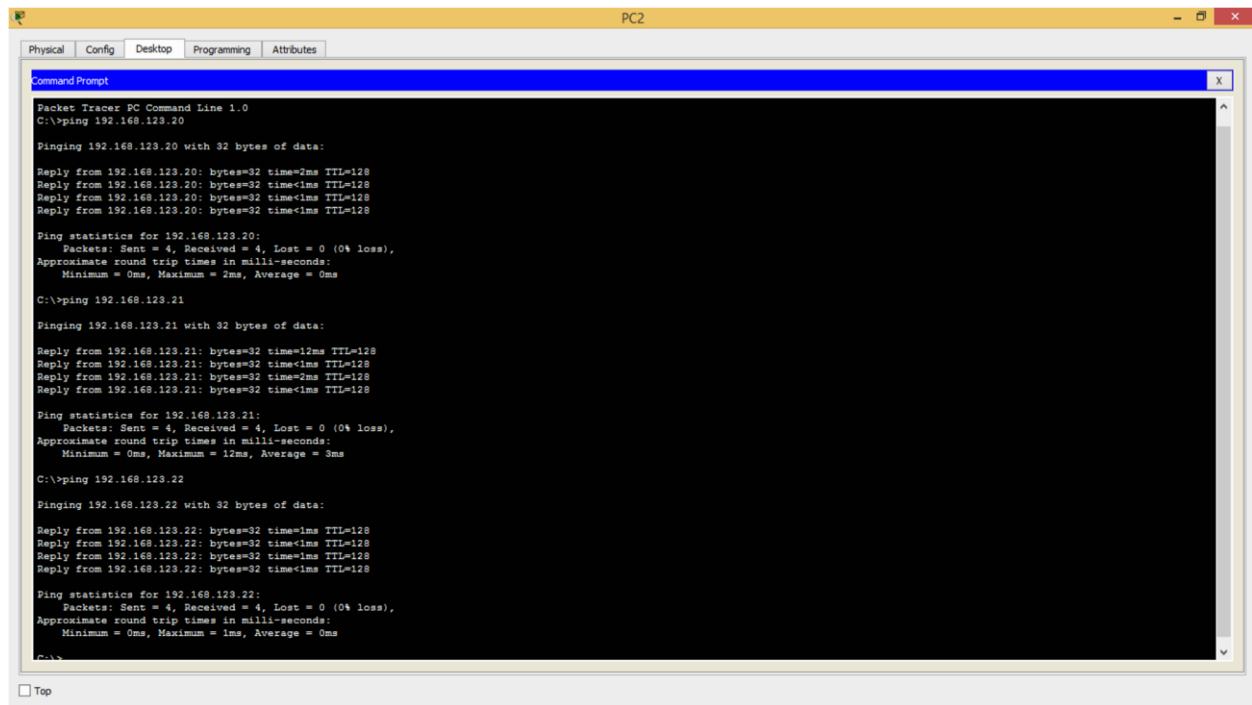 PC2
Physical Config Desktop Programming Attributes
Command Prompt
X
Packet Tracer PC Command Line 1.0
C:\>ping 192.168.123.20
Pinging 192.168.123.20 with 32 bytes of data:
Reply from 192.168.123.20: bytes=32 time=2ms TTL=128
Reply from 192.168.123.20: bytes=32 time<1ms TTL=128
Reply from 192.168.123.20: bytes=32 time<1ms TTL=128
Reply from 192.168.123.20: bytes=32 time<1ms TTL=128
Ping statistics for 192.168.123.20:
Packets: Sent = 4, Received = 4, Lost = 0 (0% loss),
Approximate round trip times in milli-seconds:
Minimum = 0ms, Maximum = 2ms, Average = 0ms
C:\>ping 192.168.123.21
Pinging 192.168.123.21 with 32 bytes of data:
Reply from 192.168.123.21: bytes=32 time=12ms TTL=128
Reply from 192.168.123.21: bytes=32 time<1ms TTL=128
Reply from 192.168.123.21: bytes=32 time=2ms TTL=128
Reply from 192.168.123.21: bytes=32 time<1ms TTL=128
Ping statistics for 192.168.123.21:
Packets: Sent = 4, Received = 4, Lost = 0 (0% loss),
Approximate round trip times in milli-seconds:
Minimum = 0ms, Maximum = 12ms, Average = 3ms
C:\>ping 192.168.123.22
Pinging 192.168.123.22 with 32 bytes of data:
Reply from 192.168.123.22: bytes=32 time=1ms TTL=128
Reply from 192.168.123.22: bytes=32 time<1ms TTL=128
Reply from 192.168.123.22: bytes=32 time=1ms TTL=128
Reply from 192.168.123.22: bytes=32 time<1ms TTL=128
Ping statistics for 192.168.123.22:
Packets: Sent = 4, Received = 4, Lost = 0 (0% loss),
Approximate round trip times in milli-seconds:
Minimum = 0ms, Maximum = 1ms, Average = 0ms
C:\>
Top